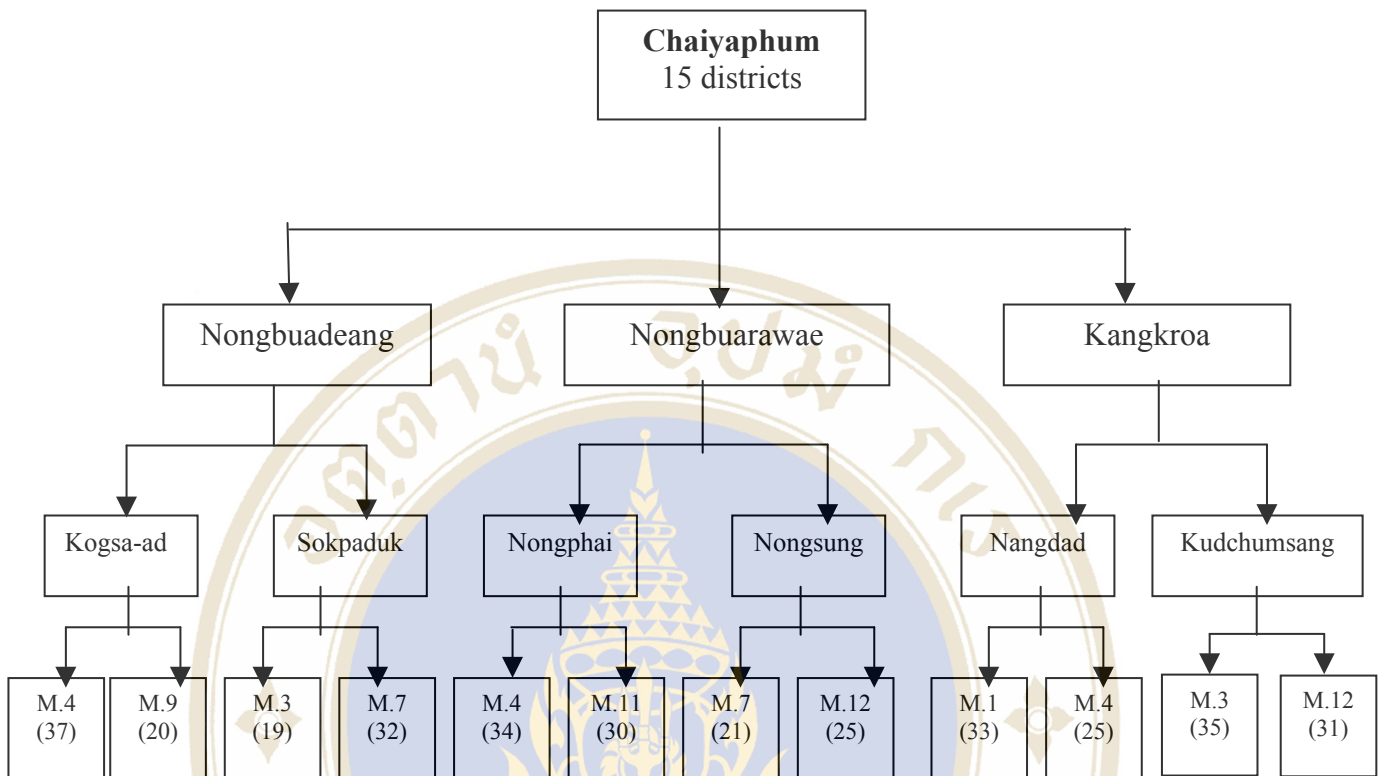 Chaiyaphum
15 districts
Nongbuadeang
Nongbuarawae
Kangkroa
Kogsa-ad
Sokpaduk
Nongphai
Nongsung
Nangdad
Kudchumsang
M.4
(37)
M.9
(20)
M.3
(19)
M.7
(32)
M.4
(34)
M.11
(30)
M.7
(21)
M.12
(25)
M.1
(33)
M.4
(25)
M.3
(35)
M.12
(31)